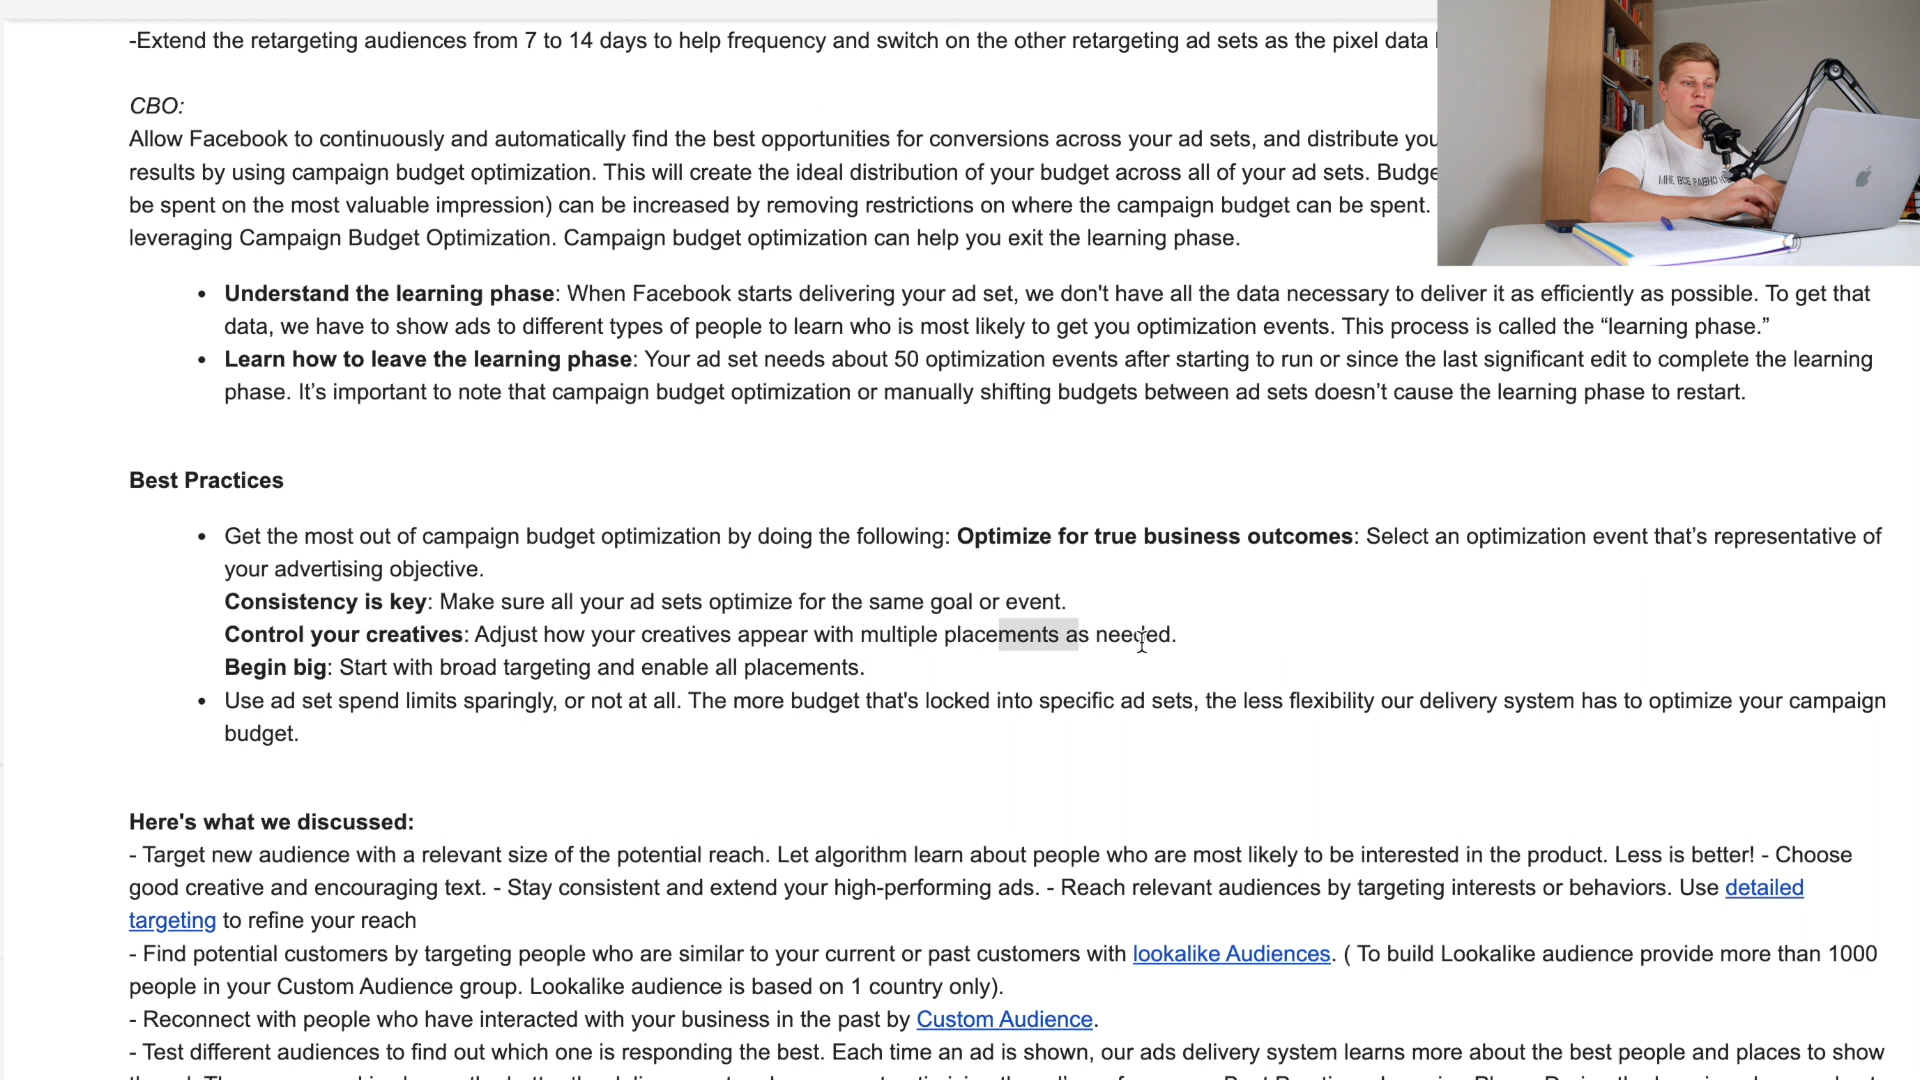 -Extend the retargeting audiences from 7 to 14 days to help frequency and switch on the other retargeting ad sets as the pixel data
CBO:
Allow Facebook to continuously and automatically find the best opportunities for conversions across your ad sets, and distribute you
results by using campaign budget optimization. This will create the ideal distribution of your budget across all of your ad sets. Budge
be spent on the most valuable impression) can be increased by removing restrictions on where the campaign budget can be spent.
leveraging Campaign Budget Optimization. Campaign budget optimization can help you exit the learning phase.
• Understand the learning phase: When Facebook starts delivering your ad set, we don't have all the data necessary to deliver it as efficiently as possible. To get that
data, we have to show ads to different types of people to learn who is most likely to get you optimization events. This process is called the “learning phase.”
• Learn how to leave the learning phase: Your ad set needs about 50 optimization events after starting to run or since the last significant edit to complete the learning
phase. It’s important to note that campaign budget optimization or manually shifting budgets between ad sets doesn’t cause the learning phase to restart.
Best Practices
• Get the most out of campaign budget optimization by doing the following: Optimize for true business outcomes: Select an optimization event that’s representative of
your advertising objective.
Consistency is key: Make sure all your ad sets optimize for the same goal or event.
Control your creatives: Adjust how your creatives appear with multiple placements as needed.
Begin big: Start with broad targeting and enable all placements.
• Use ad set spend limits sparingly, or not at all. The more budget that's locked into specific ad sets, the less flexibility our delivery system has to optimize your campaign
budget.
Here's what we discussed:
- Target new audience with a relevant size of the potential reach. Let algorithm learn about people who are most likely to be interested in the product. Less is better! - Choose
good creative and encouraging text. - Stay consistent and extend your high-performing ads. - Reach relevant audiences by targeting interests or behaviors. Use detailed
targeting to refine your reach
- Find potential customers by targeting people who are similar to your current or past customers with lookalike Audiences. ( To build Lookalike audience provide more than 1000
people in your Custom Audience group. Lookalike audience is based on 1 country only).
- Reconnect with people who have interacted with your business in the past by Custom Audience.
- Test different audiences to find out which one is responding the best. Each time an ad is shown, our ads delivery system learns more about the best people and places to show
МНЕ ВСЕ РАВНО